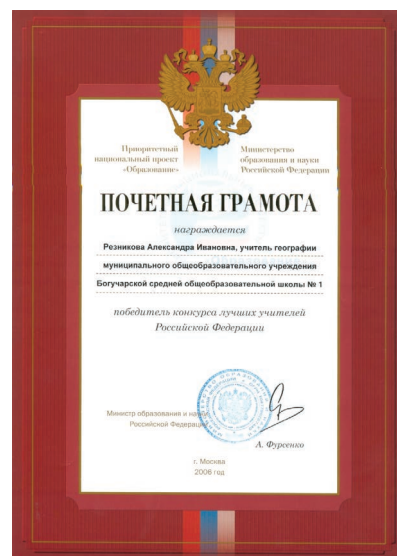 Приоритетный
национальный проект
«Образование»
Министерство
образования и науки
Российской Федерации
ПОЧЕТНАЯ ГРАМОТА
награждается
Резникова Александра Ивановна, учитель географии
муниципального общеобразовательного учреждения
Богучарской средней общеобразовательной школы № 1
победитель конкурса лучших учителей
Российской Федерации
Министр образования и науки
Российской Федерации
А. Фурсенко
г. Москва
2006 год